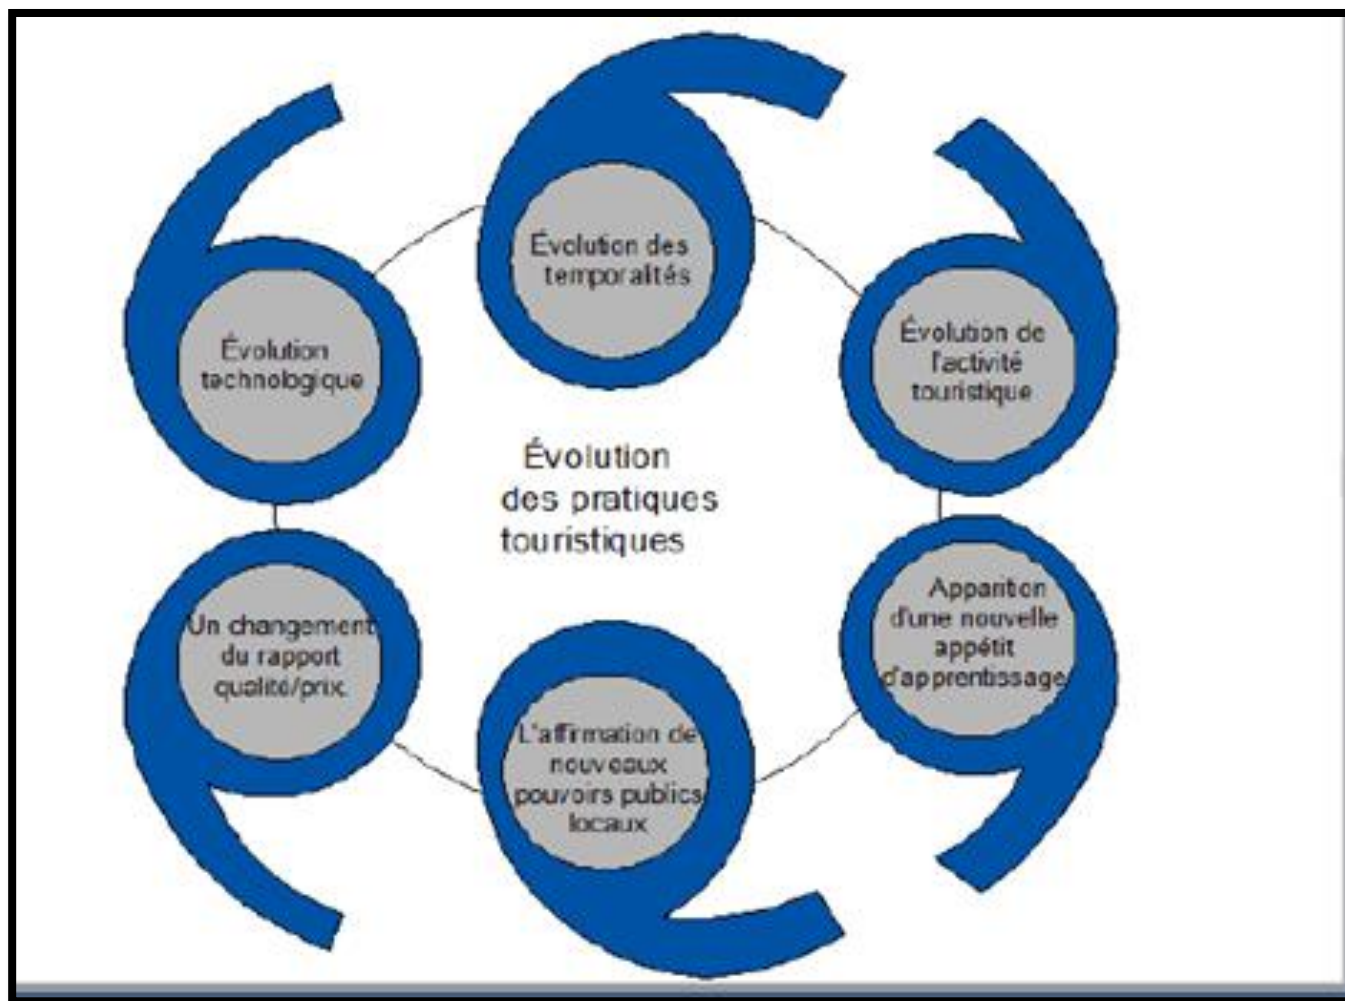 Évolution des
temporalités
Évolution de
l'activité
touristique
Apparition
d'une nouvelle
appétit
d'apprentissage
L'affirmation de
nouveaux
pouvoirs publics
locaux
Un changement
du rapport
qualité/prix.
Évolution
technologique
Évolution
des pratiques
touristiques